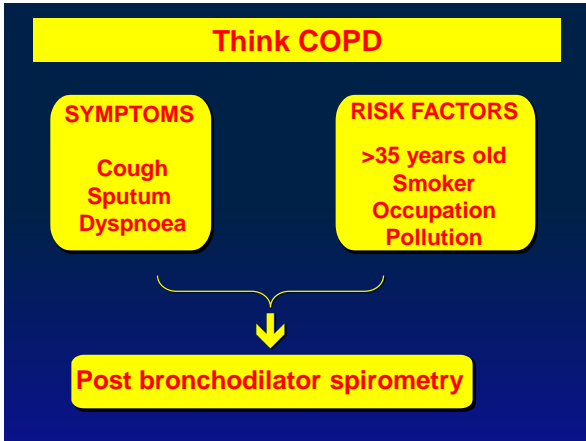 Think COPD
SYMPTOMS
Cough
Sputum
Dyspnoea
RISK FACTORS
>35 years old
Smoker
Occupation
Pollution
Post bronchodilator spirometry